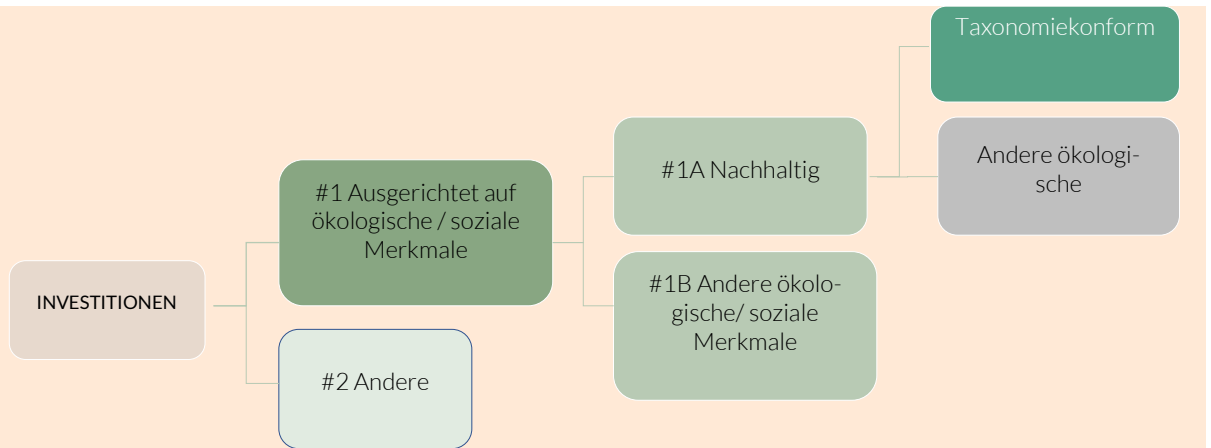 INVESTITIONEN
#1 Ausgerichtet auf
ökologische / soziale
Merkmale
#2 Andere
#1A Nachhaltig
#1B Andere ökolo-
gische/ soziale
Merkmale
Taxonomiekonform
Andere ökologi-
sche